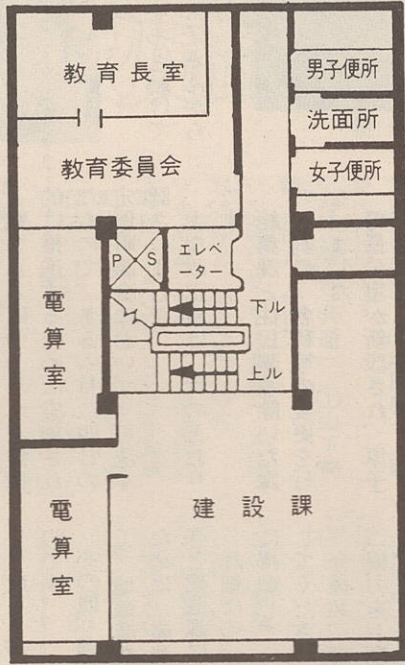 教育長室
男子便所
洗面所
教育委員会
女子便所
PS
エレベ
ーター
電算室
下ル
上ル
建設課
電算室